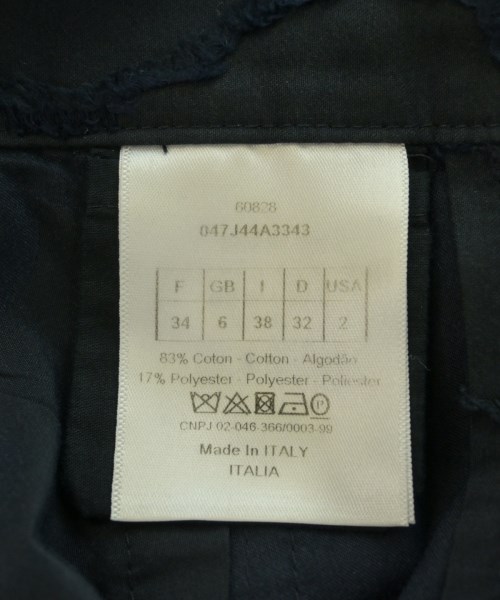 60828
047J44A3343
F GB I D USA
34 6 38 32 2
83% Coton - Cotton - Algodão
17% Polyester - Polyester - Poliester
P
CNPJ 02-046-366/0003-99
Made In ITALY
ITALIA